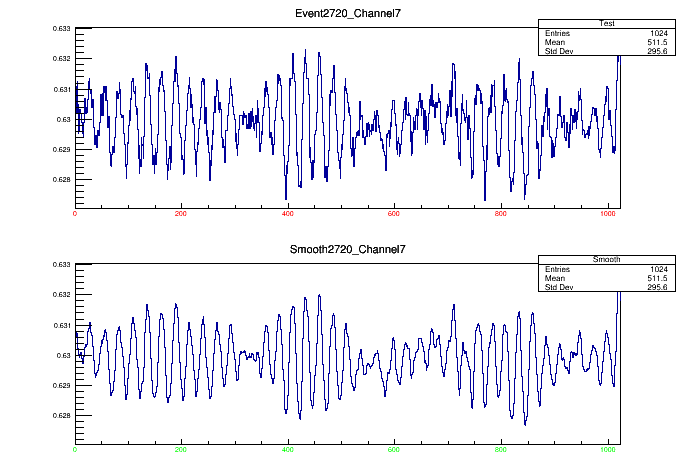 Event2720_Channel7
Test
Entries 1024
Mean 511.5
Std Dev 295.6
0.633
0.632
0.631
0.63
0.629
0.628
0 200 400 600 800 1000
Smooth2720_Channel7
Smooth
Entries 1024
Mean 511.5
Std Dev 295.6
0.633
0.632
0.631
0.63
0.629
0.628
0 200 400 600 800 1000